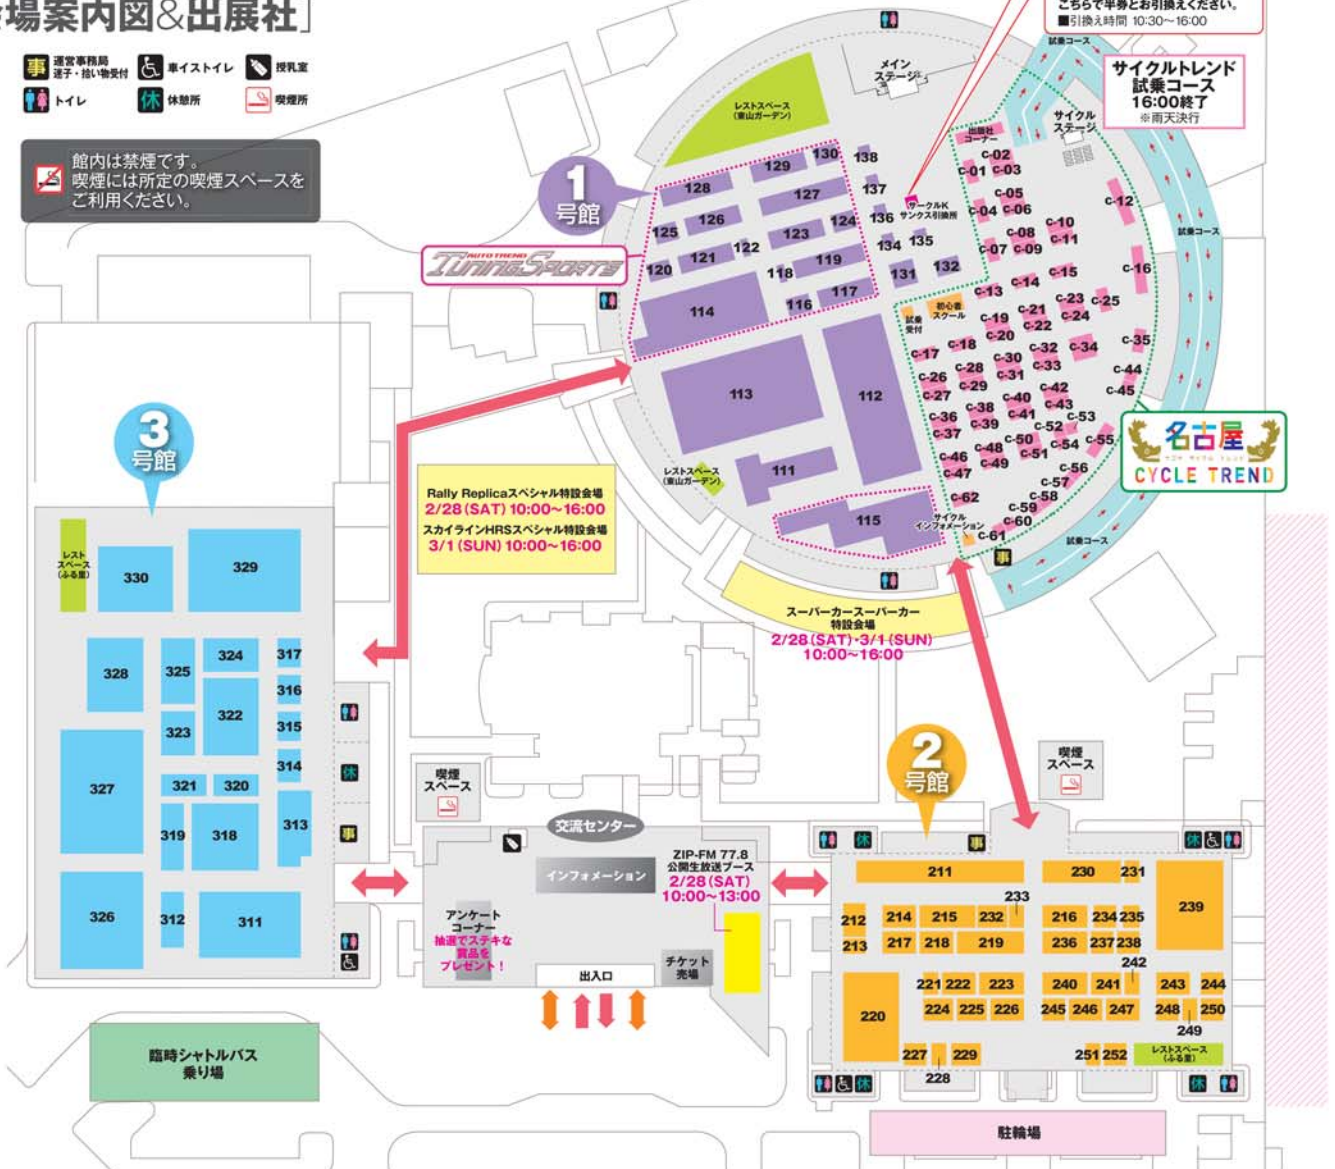 場案内図&出展社］
事 運営事務局
迷子・拾い物受付
車イストイレ
授乳室
トイレ
休 休憩所
喫煙所
館内は禁煙です。
喫煙には所定の喫煙スペースを
ご利用ください。
こちらで半券とお引換えください。
■引換え時間 10:30～16:00
サイクルトレンド
試乗コース
16:00終了
※雨天決行
試乗コース
メイン
ステージ
サイクル
ステージ
レストスペース
(東山ガーデン)
出展社
コーナー
1
号館
AUTO TREND
TUNING SPORTS
サークルK
サンクス引換所
128
129
130
138
127
137
125
126
124
136
123
122
134
135
120
121
119
118
131
132
117
116
114
113
112
111
115
試乗
受付
初心者
スクール
c-02
c-01
c-03
c-05
c-04
c-06
c-12
c-10
c-08
c-11
c-07
c-09
試乗コース
c-16
c-15
c-14
c-13
c-23
c-25
c-21
c-24
c-19
c-22
c-20
c-18
c-17
c-32
c-34
c-35
c-30
c-33
c-28
c-31
c-26
c-29
c-27
c-44
c-45
c-42
c-40
c-43
c-38
c-41
c-36
c-39
c-37
c-53
c-52
c-54
c-55
c-50
c-48
c-51
c-46
c-49
c-47
c-56
c-57
c-58
c-62
c-59
c-60
c-61
サイクル
インフォメーション
事
試乗コース
名古屋
ナゴヤ サイクル トレンド
CYCLE TREND
レストスペース
(東山ガーデン)
Rally Replicaスペシャル特設会場
2/28(SAT) 10:00～16:00
スカイラインHRSスペシャル特設会場
3/1(SUN) 10:00～16:00
スーパーカースーパーカー
特設会場
2/28(SAT)・3/1(SUN)
10:00～16:00
3
号館
レスト
スペース
(ふる里)
330
329
328
325
324
317
316
322
323
315
327
314
321
320
319
318
313
326
312
311
休
事
喫煙
スペース
交流センター
インフォメーション
ZIP-FM 77.8
公開生放送ブース
2/28(SAT)
10:00～13:00
アンケート
コーナー
抽選でステキな
賞品を
プレゼント！
チケット
売場
出入口
臨時シャトルバス
乗り場
2
号館
喫煙
スペース
休
事
休
211
230
231
233
239
212
214
215
232
216
234
235
213
217
218
219
236
237
238
242
221
222
223
240
241
243
244
220
224
225
226
245
246
247
248
250
249
227
229
228
251
252
レストスペース
(ふる里)
休
休
駐輪場